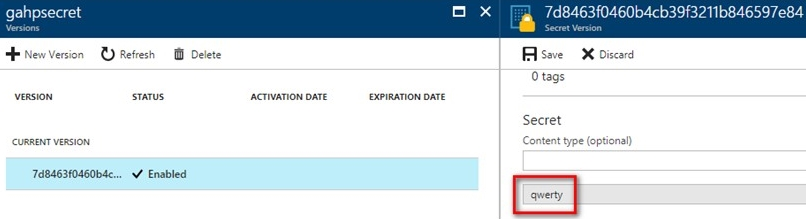 gahpsecret
Versions
New Version Refresh Delete
VERSION STATUS ACTIVATION DATE EXPIRATION DATE
CURRENT VERSION
7d8463f0460b4c... Enabled
7d8463f0460b4cb39f3211b846597e84
Secret Version
Save Discard
0 tags
Secret
Content type (optional)
qwerty